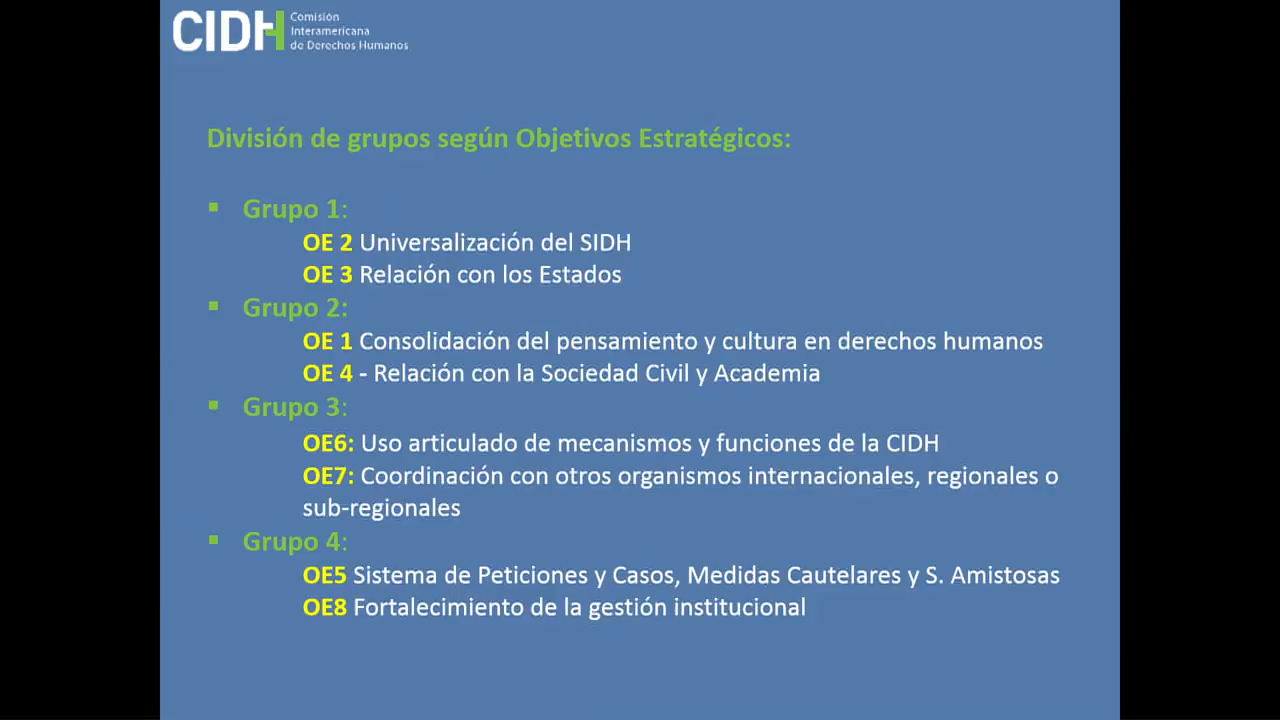 CIDH
Comisión
Interamericana
de Derechos Humanos
División de grupos según Objetivos Estratégicos:
▪ Grupo 1:
OE 2 Universalización del SIDH
OE 3 Relación con los Estados
▪ Grupo 2:
OE 1 Consolidación del pensamiento y cultura en derechos humanos
OE 4 - Relación con la Sociedad Civil y Academia
▪ Grupo 3:
OE6: Uso articulado de mecanismos y funciones de la CIDH
OE7: Coordinación con otros organismos internacionales, regionales o
sub-regionales
▪ Grupo 4:
OE5 Sistema de Peticiones y Casos, Medidas Cautelares y S. Amistosas
OE8 Fortalecimiento de la gestión institucional